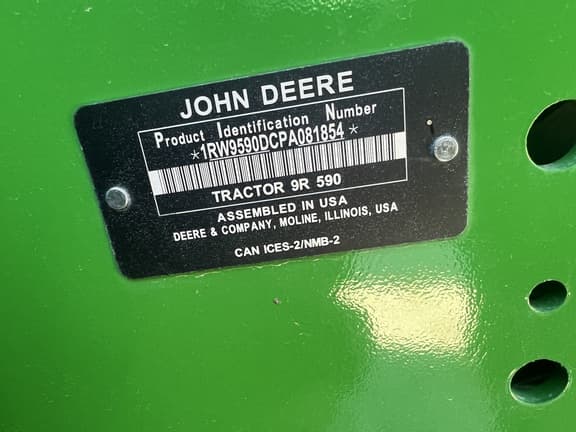 JOHN DEERE
Product Identification Number
*1RW9590DCPA081854*
TRACTOR 9R 590
ASSEMBLED IN USA
DEERE & COMPANY, MOLINE, ILLINOIS, USA
CAN ICES-2/NMB-2